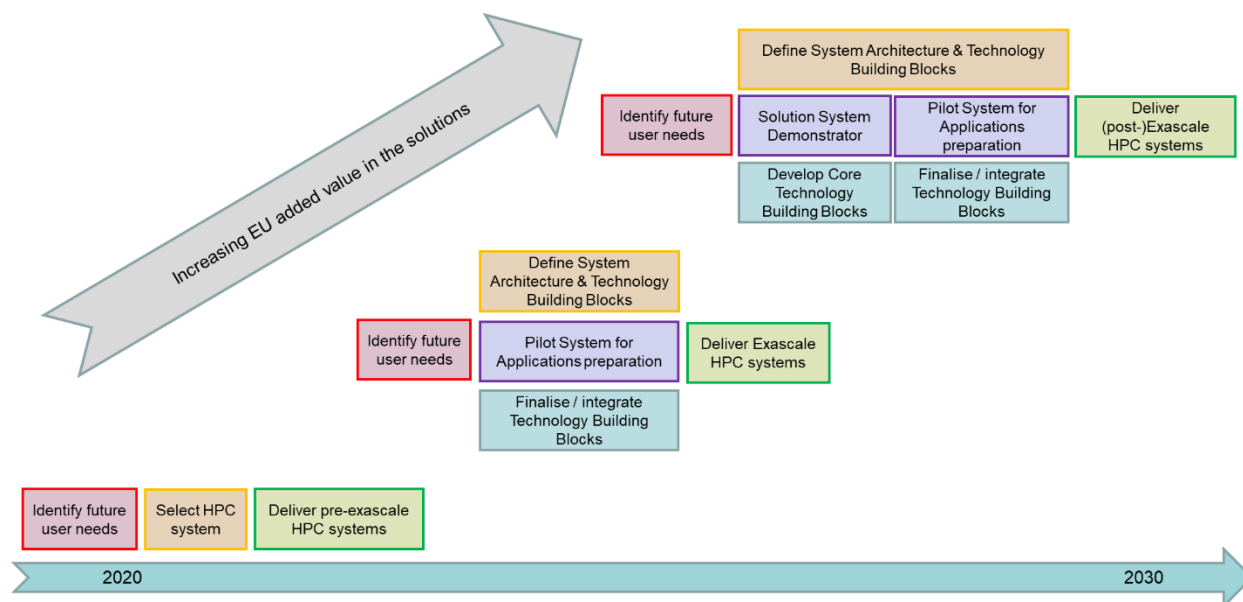 Increasing EU added value in the solutions
Define System Architecture & Technology
Building Blocks
Identify future
user needs
Solution System
Demonstrator
Pilot System for
Applications
preparation
Deliver
(post-)Exascale
HPC systems
Develop Core
Technology
Building Blocks
Finalise / integrate
Technology Building
Blocks
Define System
Architecture & Technology
Building Blocks
Identify future
user needs
Pilot System for
Applications preparation
Deliver Exascale
HPC systems
Finalise / integrate
Technology Building
Blocks
Identify future
user needs
Select HPC
system
Deliver pre-exascale
HPC systems
2020
2030